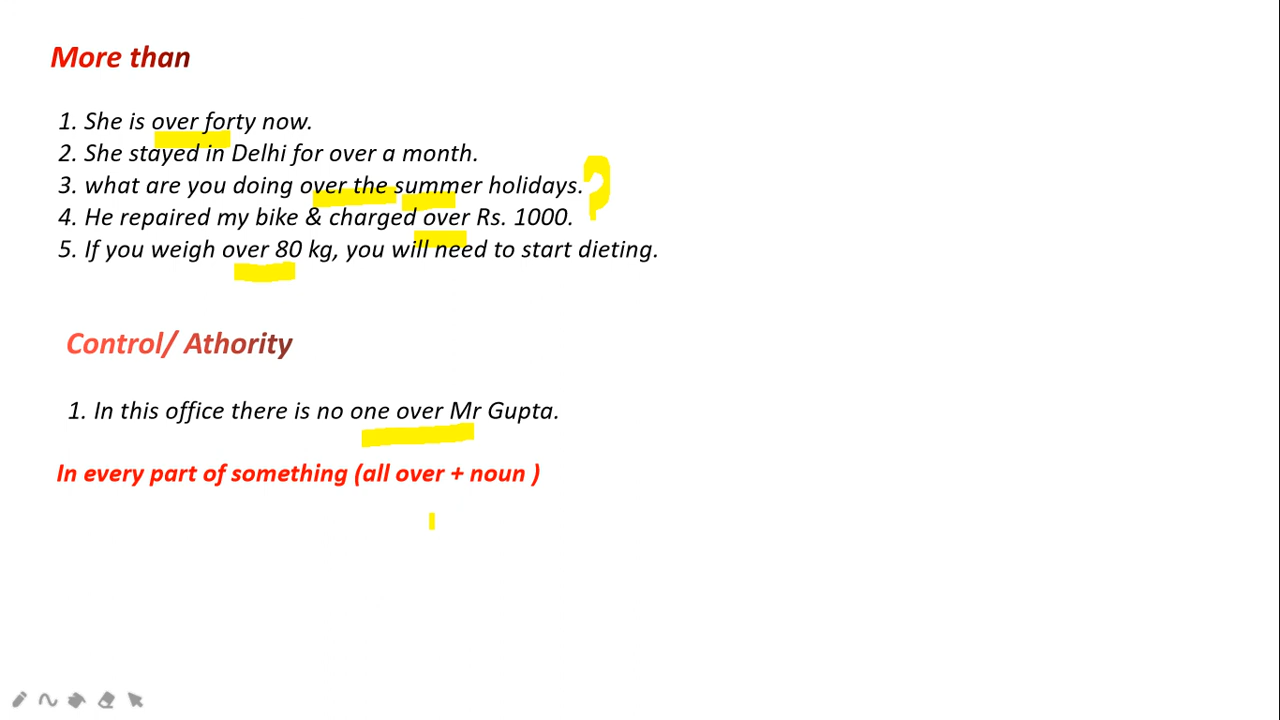 More than
1. She is over forty now.
2. She stayed in Delhi for over a month.
3. what are you doing over the summer holidays.?
4. He repaired my bike & charged over Rs. 1000.
5. If you weigh over 80 kg, you will need to start dieting.
Control/ Athority
1. In this office there is no one over Mr Gupta.
In every part of something (all over + noun )